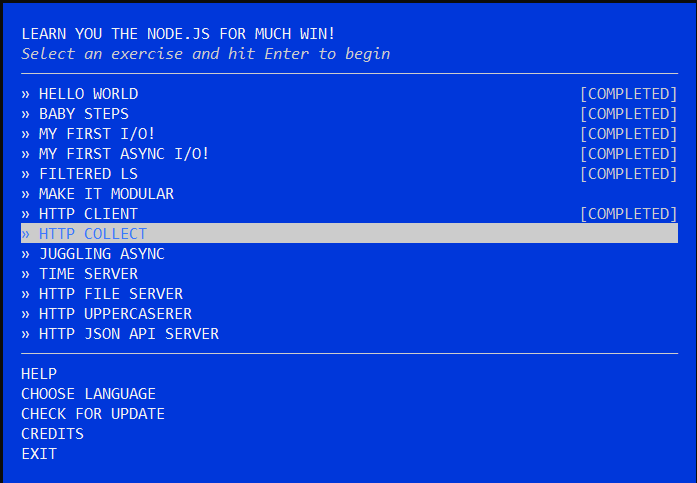 LEARN YOU THE NODE.JS FOR MUCH WIN!
Select an exercise and hit Enter to begin
» HELLO WORLD [COMPLETED]
» BABY STEPS [COMPLETED]
» MY FIRST I/O! [COMPLETED]
» MY FIRST ASYNC I/O! [COMPLETED]
» FILTERED LS [COMPLETED]
» MAKE IT MODULAR
» HTTP CLIENT [COMPLETED]
» HTTP COLLECT
» JUGGLING ASYNC
» TIME SERVER
» HTTP FILE SERVER
» HTTP UPPERCASERER
» HTTP JSON API SERVER
HELP
CHOOSE LANGUAGE
CHECK FOR UPDATE
CREDITS
EXIT